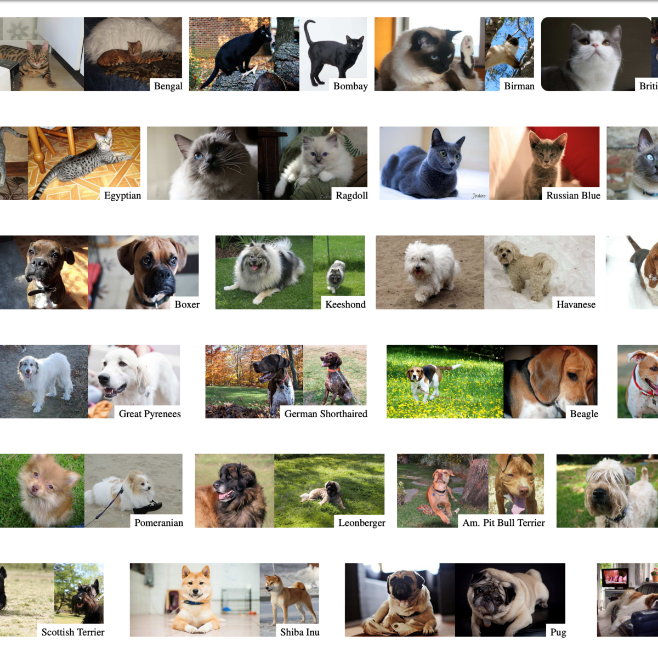 Bengal
Bombay
Birman
Briti
Egyptian
Ragdoll
Russian Blue
Boxer
Keeshond
Havanese
Great Pyrenees
German Shorthaired
Beagle
Pomeranian
Leonberger
Am. Pit Bull Terrier
Scottish Terrier
Shiba Inu
Pug